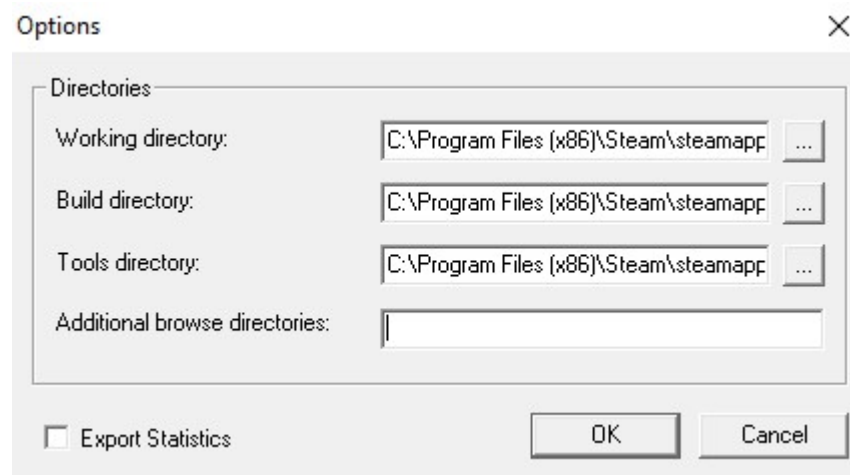 Options
Directories
Working directory: C:\Program Files (x86)\Steam\steamapp ...
Build directory: C:\Program Files (x86)\Steam\steamapp ...
Tools directory: C:\Program Files (x86)\Steam\steamapp ...
Additional browse directories:
Export Statistics OK Cancel